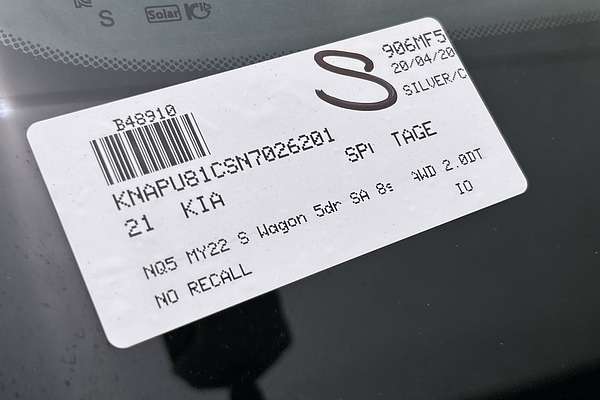 S
Solar
B48910
S
906MF5
20/04/20
SILVER/C
KNAPU81CSN7026201
21 KIA
TAGE
NQ5 MY22 S Wagon 5dr SA 8s AWD 2.0DT
NO RECALL
IO